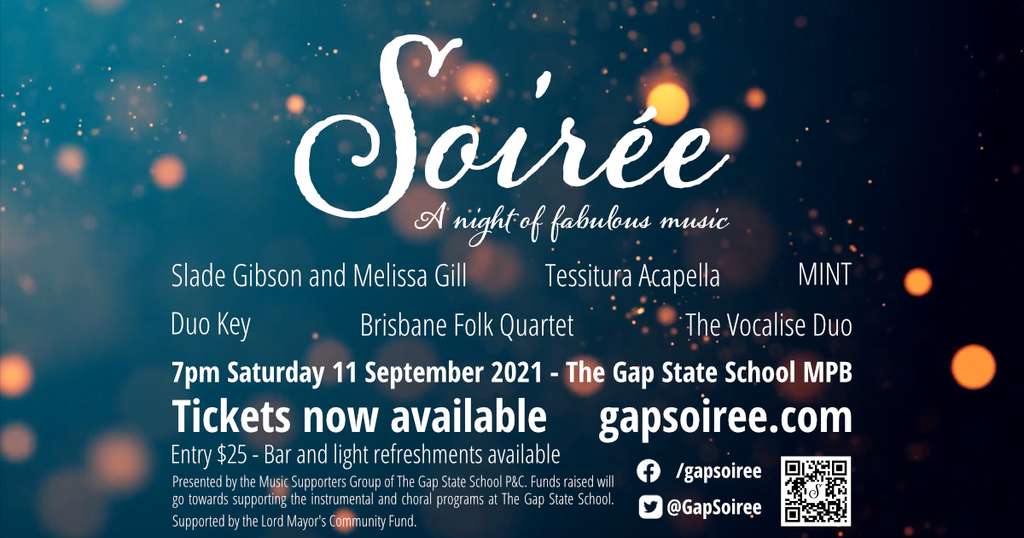 Soirée
A night of fabulous music
Slade Gibson and Melissa Gill Tessitura Acapella MINT
Duo Key Brisbane Folk Quartet The Vocalise Duo
7pm Saturday 11 September 2021 - The Gap State School MPB
Tickets now available gapsoiree.com
Entry $25 - Bar and light refreshments available
Presented by the Music Supporters Group of The Gap State School P&C. Funds raised will
go towards supporting the instrumental and choral programs at The Gap State School.
Supported by the Lord Mayor's Community Fund.
/gapsoiree
@GapSoiree
S